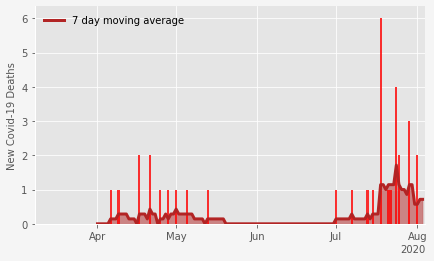 7 day moving average
New Covid-19 Deaths
6
5
4
3
2
1
0
Apr
May
Jun
Jul
Aug
2020